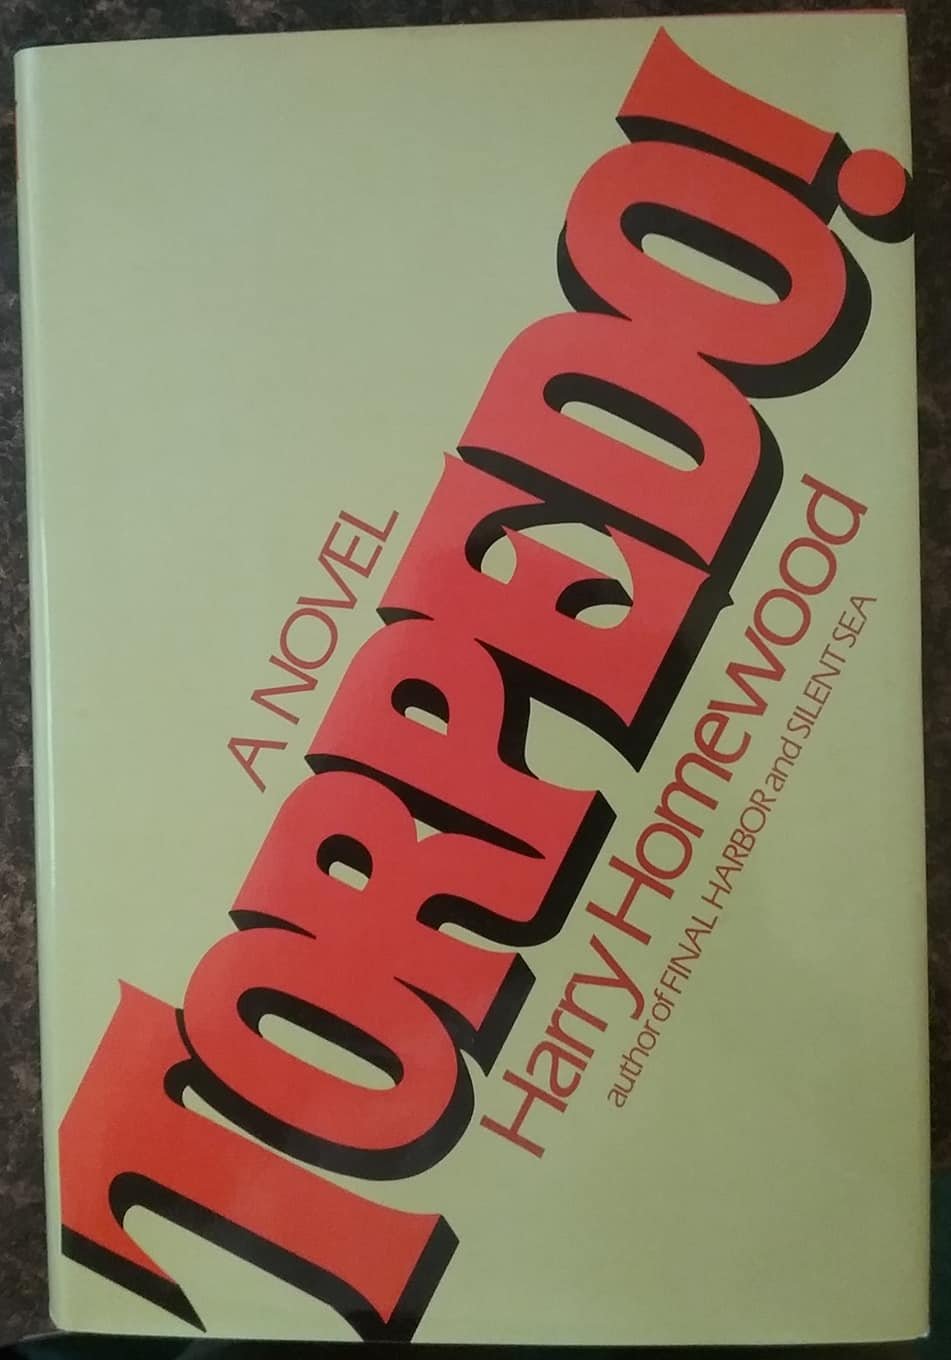 A NOVEL
TORPEDO!
Harry Homewood
author of FINAL HARBOR and SILENT SEA